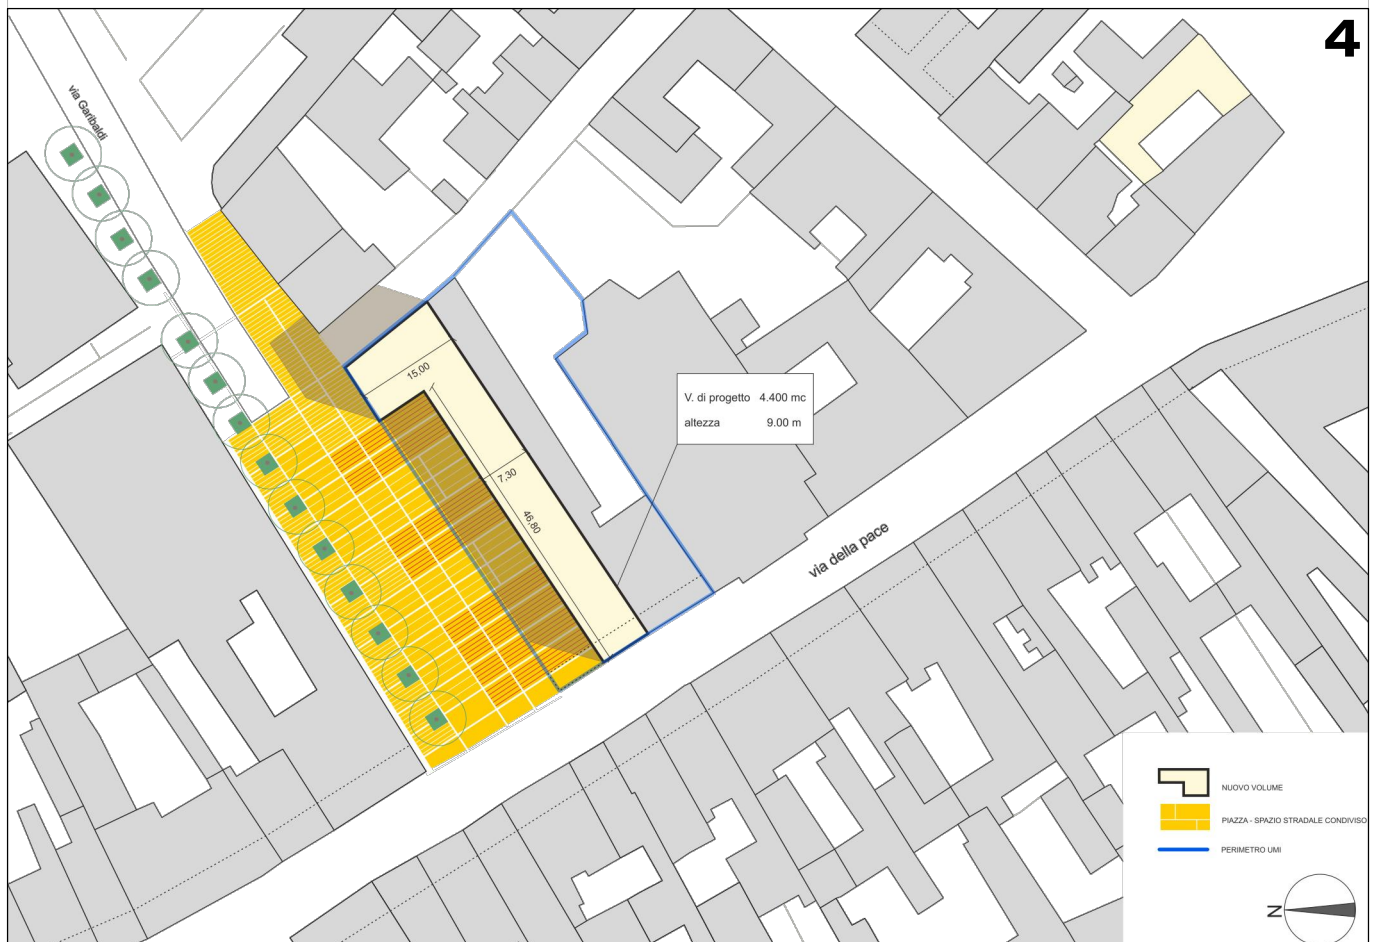 4
via Garibaldi
15,00
V. di progetto 4.400 mc
altezza 9.00 m
7,30
46,80
via della pace
NUOVO VOLUME
PIAZZA - SPAZIO STRADALE CONDIVISO
PERIMETRO UMI
N